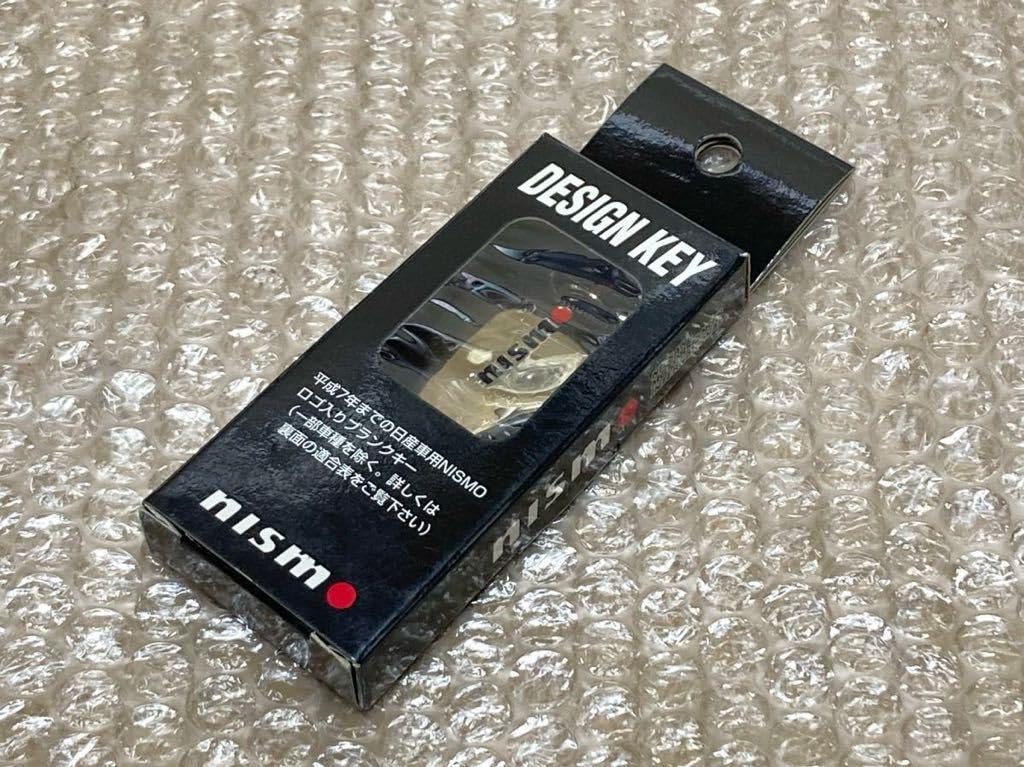 DESIGN KEY
nismo
平成7年までの日産車用NISMO
ロゴ入りブランクキー
(一部車種を除く。詳しくは
裏面の適合表をご覧下さい)
nismo
nismo